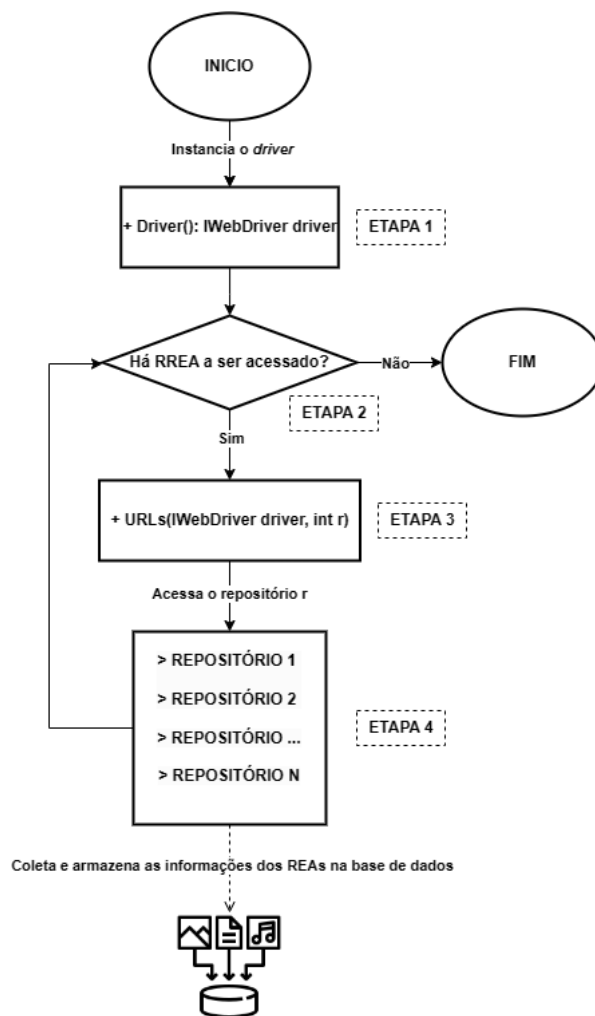 INICIO
Instancia o driver
+ Driver(): IWebDriver driver
ETAPA 1
Há RREA a ser acessado?
Não
FIM
ETAPA 2
Sim
+ URLs(IWebDriver driver, int r)
ETAPA 3
Acessa o repositório r
> REPOSITÓRIO 1
> REPOSITÓRIO 2
> REPOSITÓRIO ...
> REPOSITÓRIO N
ETAPA 4
Coleta e armazena as informações dos REAs na base de dados